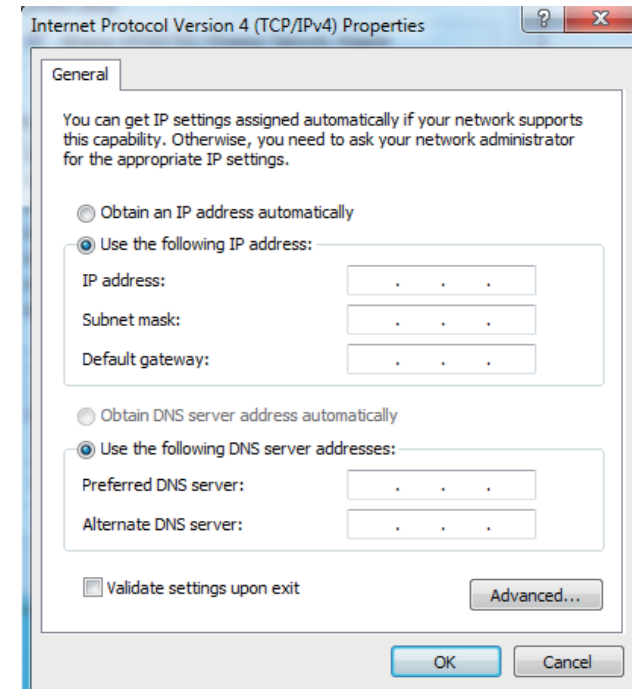 Internet Protocol Version 4 (TCP/IPv4) Properties
?
X
General
You can get IP settings assigned automatically if your network supports
this capability. Otherwise, you need to ask your network administrator
for the appropriate IP settings.
Obtain an IP address automatically
Use the following IP address:
IP address: . . .
Subnet mask: . . .
Default gateway: . . .
Obtain DNS server address automatically
Use the following DNS server addresses:
Preferred DNS server: . . .
Alternate DNS server: . . .
Validate settings upon exit
Advanced...
OK Cancel